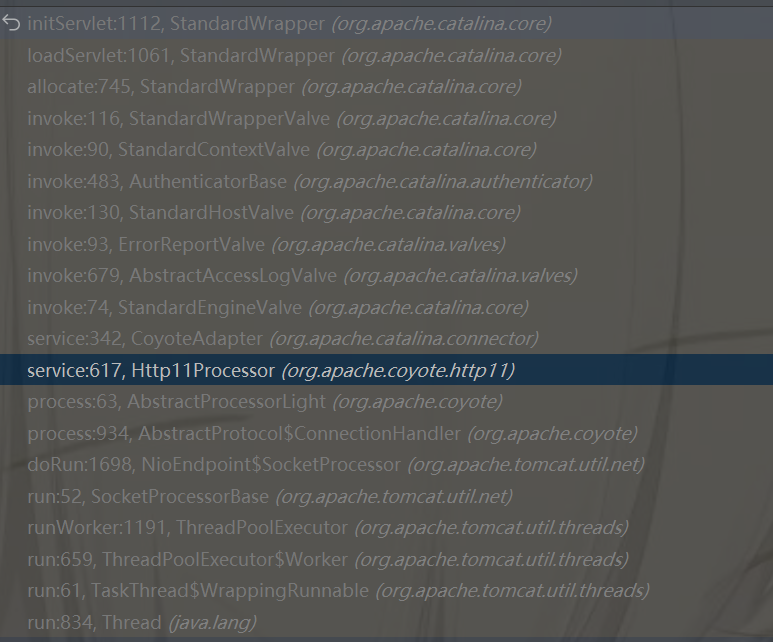 initServlet:1112, StandardWrapper (org.apache.catalina.core)
loadServlet:1061, StandardWrapper (org.apache.catalina.core)
allocate:745, StandardWrapper (org.apache.catalina.core)
invoke:116, StandardWrapperValve (org.apache.catalina.core)
invoke:90, StandardContextValve (org.apache.catalina.core)
invoke:483, AuthenticatorBase (org.apache.catalina.authenticator)
invoke:130, StandardHostValve (org.apache.catalina.core)
invoke:93, ErrorReportValve (org.apache.catalina.valves)
invoke:679, AbstractAccessLogValve (org.apache.catalina.valves)
invoke:74, StandardEngineValve (org.apache.catalina.core)
service:342, CoyoteAdapter (org.apache.catalina.connector)
service:617, Http11Processor (org.apache.coyote.http11)
process:63, AbstractProcessorLight (org.apache.coyote)
process:934, AbstractProtocol$ConnectionHandler (org.apache.coyote)
doRun:1698, NioEndpoint$SocketProcessor (org.apache.tomcat.util.net)
run:52, SocketProcessorBase (org.apache.tomcat.util.net)
runWorker:1191, ThreadPoolExecutor (org.apache.tomcat.util.threads)
run:659, ThreadPoolExecutor$Worker (org.apache.tomcat.util.threads)
run:61, TaskThread$WrappingRunnable (org.apache.tomcat.util.threads)
run:834, Thread (java.lang)